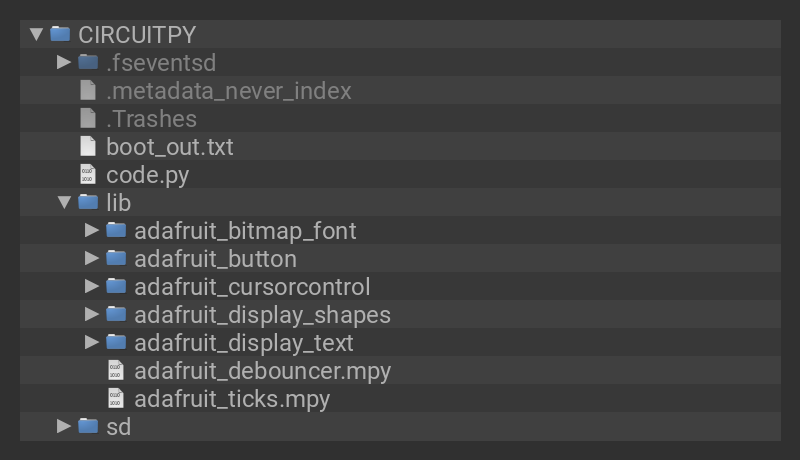 CIRCUITPY
.fseventsd
.metadata_never_index
.Trashes
boot_out.txt
code.py
lib
adafruit_bitmap_font
adafruit_button
adafruit_cursorcontrol
adafruit_display_shapes
adafruit_display_text
adafruit_debouncer.mpy
adafruit_ticks.mpy
sd